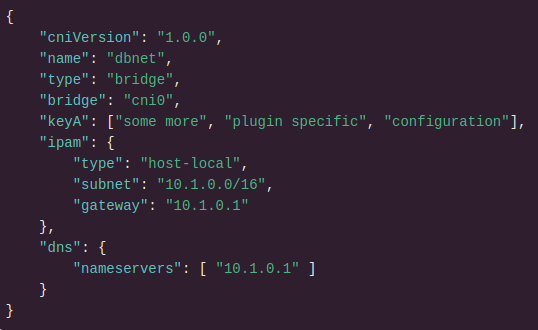 {
    "cniVersion": "1.0.0",
    "name": "dbnet",
    "type": "bridge",
    "bridge": "cni0",
    "keyA": ["some more", "plugin specific", "configuration"],
    "ipam": {
        "type": "host-local",
        "subnet": "10.1.0.0/16",
        "gateway": "10.1.0.1"
    },
    "dns": {
        "nameservers": [ "10.1.0.1" ]
    }
}